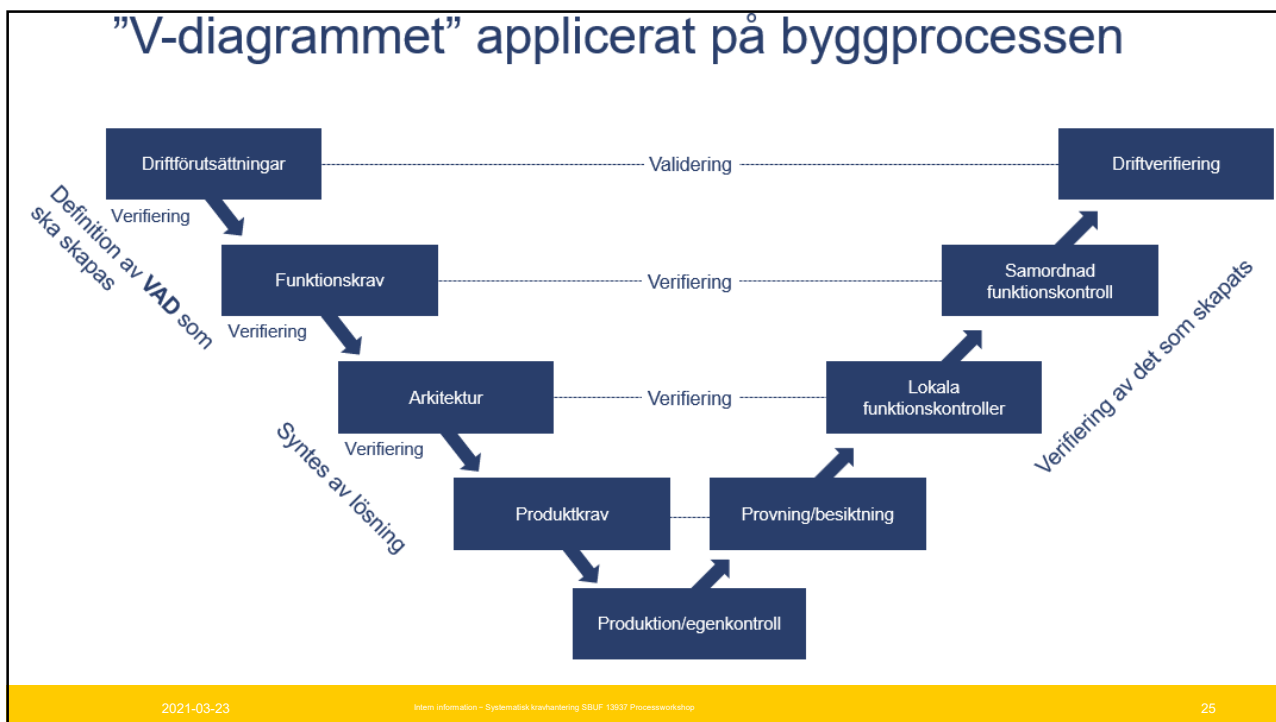 ”V-diagrammet” applicerat på byggprocessen
Driftförutsättningar
Validering
Driftverifiering
Verifiering
Definition av VAD som
ska skapas
Funktionskrav
Verifiering
Samordnad
funktionskontroll
Verifiering
Arkitektur
Verifiering
Lokala
funktionskontroller
Verifiering av det som skapats
Verifiering
Syntes av lösning
Produktkrav
Provning/besiktning
Produktion/egenkontroll
2021-03-23
Intern information – Systematisk kravhantering SBUF 13937 Processworkshop
25